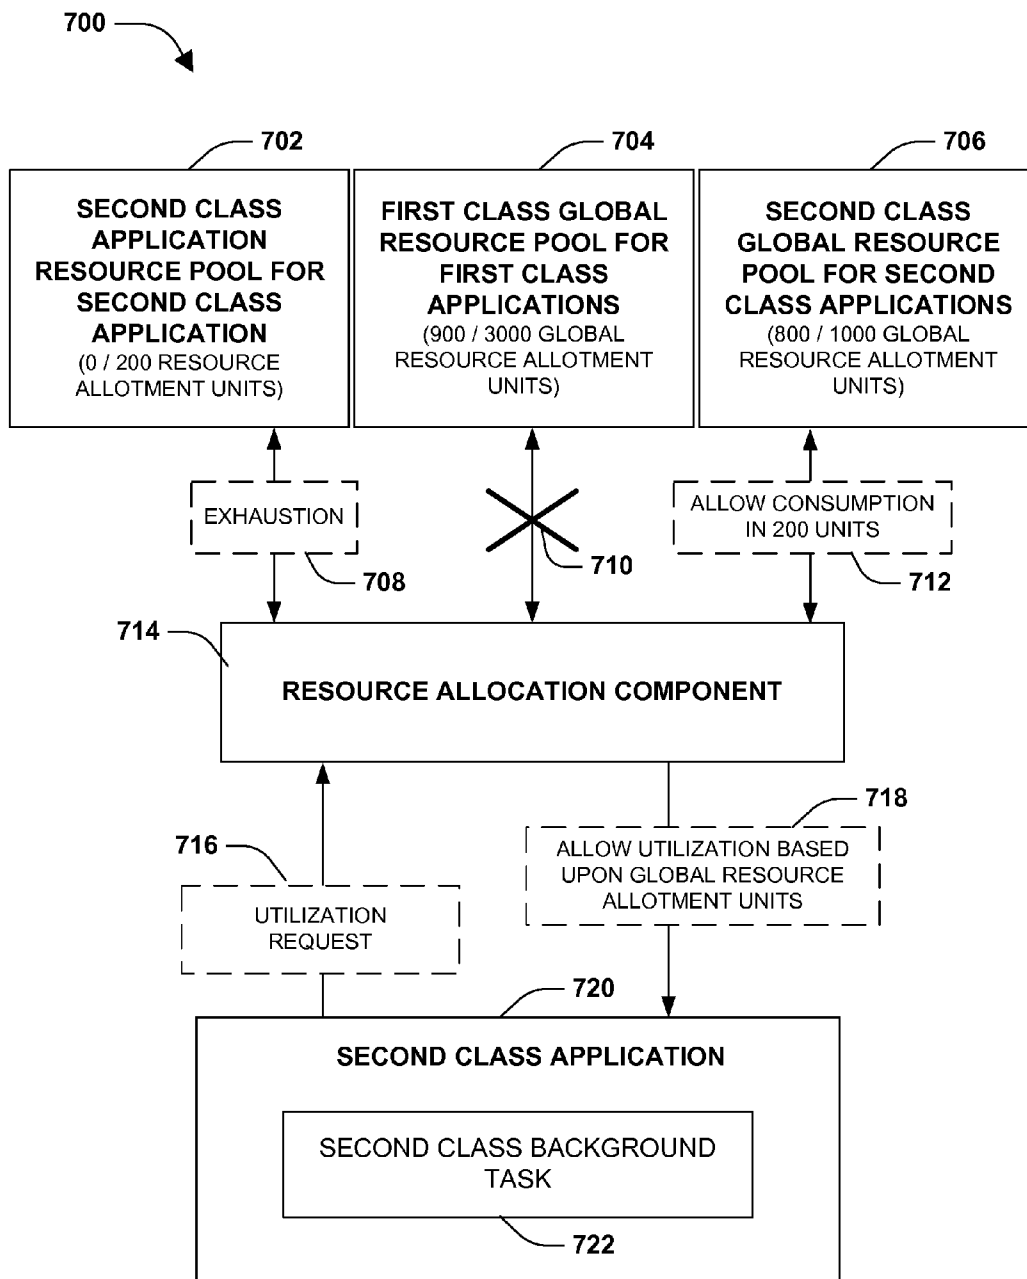 700
702
704
706
SECOND CLASS
APPLICATION
RESOURCE POOL FOR
SECOND CLASS
APPLICATION
(0 / 200 RESOURCE
ALLOTMENT UNITS)
FIRST CLASS GLOBAL
RESOURCE POOL FOR
FIRST CLASS
APPLICATIONS
(900 / 3000 GLOBAL
RESOURCE ALLOTMENT
UNITS)
SECOND CLASS
GLOBAL RESOURCE
POOL FOR SECOND
CLASS APPLICATIONS
(800 / 1000 GLOBAL
RESOURCE ALLOTMENT
UNITS)
EXHAUSTION
708
710
ALLOW CONSUMPTION
IN 200 UNITS
712
714
RESOURCE ALLOCATION COMPONENT
716
UTILIZATION
REQUEST
718
ALLOW UTILIZATION BASED
UPON GLOBAL RESOURCE
ALLOTMENT UNITS
720
SECOND CLASS APPLICATION
SECOND CLASS BACKGROUND
TASK
722